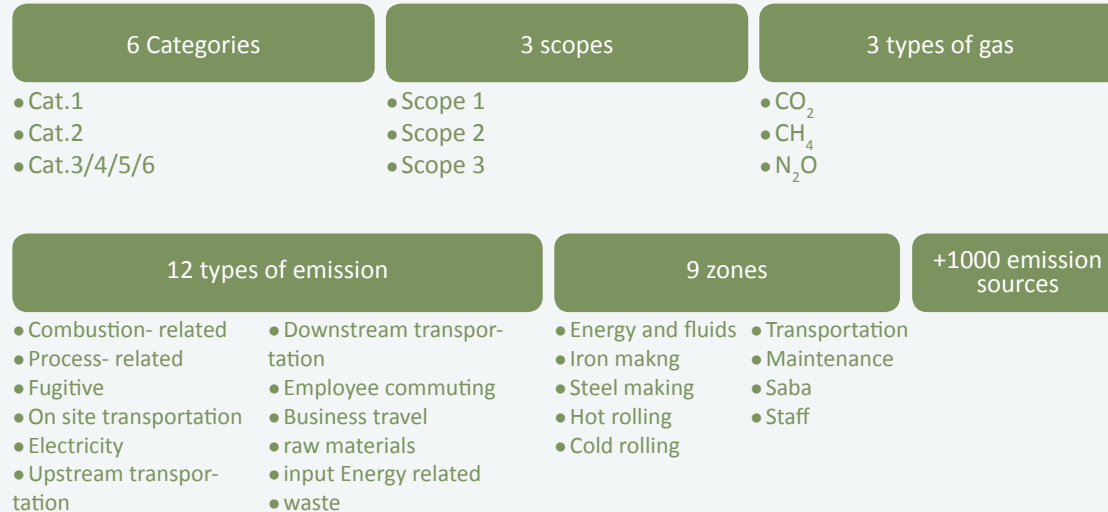 6 Categories
• Cat.1
• Cat.2
• Cat.3/4/5/6
3 scopes
• Scope 1
• Scope 2
• Scope 3
3 types of gas
• CO₂
• CH₄
• N₂O
12 types of emission
• Combustion- related
• Process- related
• Fugitive
• On site transportation
• Electricity
• Upstream transpor-
tation
• Downstream transpor-
tation
• Employee commuting
• Business travel
• raw materials
• input Energy related
• waste
9 zones
• Energy and fluids
• Iron makng
• Steel making
• Hot rolling
• Cold rolling
• Transportation
• Maintenance
• Saba
• Staff
+1000 emission
sources